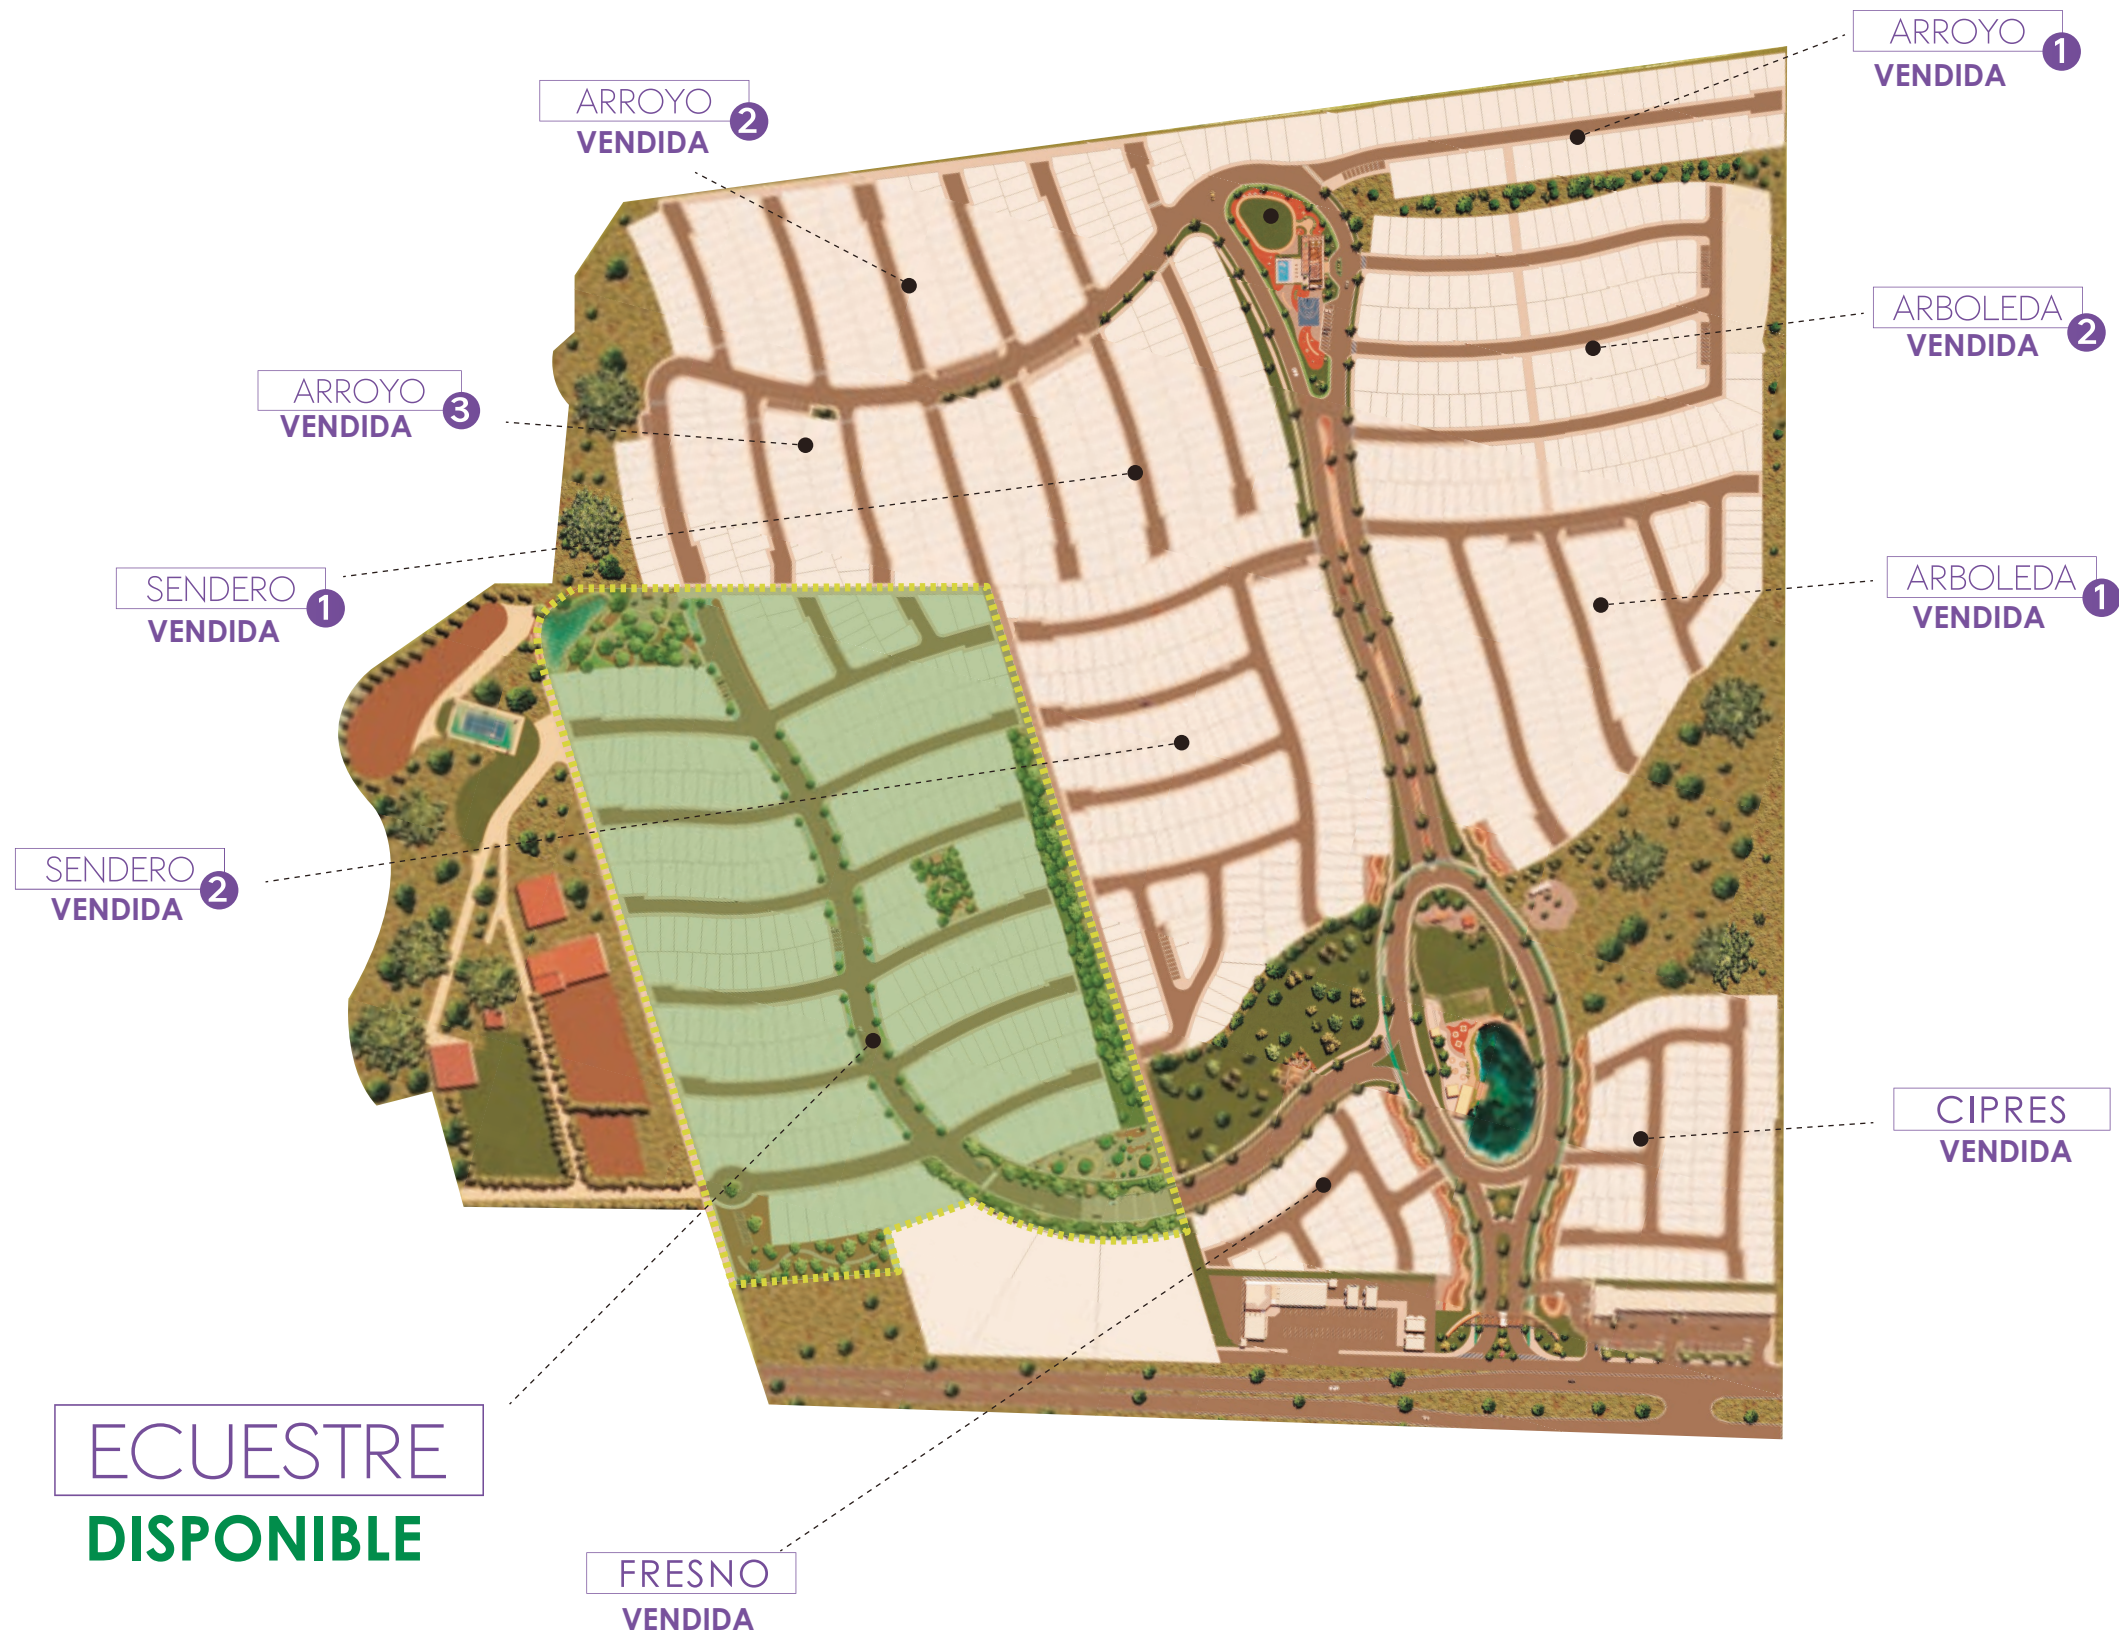 ARROYO
1
VENDIDA
ARROYO
2
VENDIDA
ARBOLEDA
2
VENDIDA
ARROYO
3
VENDIDA
ARBOLEDA
1
VENDIDA
SENDERO
1
VENDIDA
SENDERO
2
VENDIDA
CIPRES
VENDIDA
ECUESTRE
DISPONIBLE
FRESNO
VENDIDA